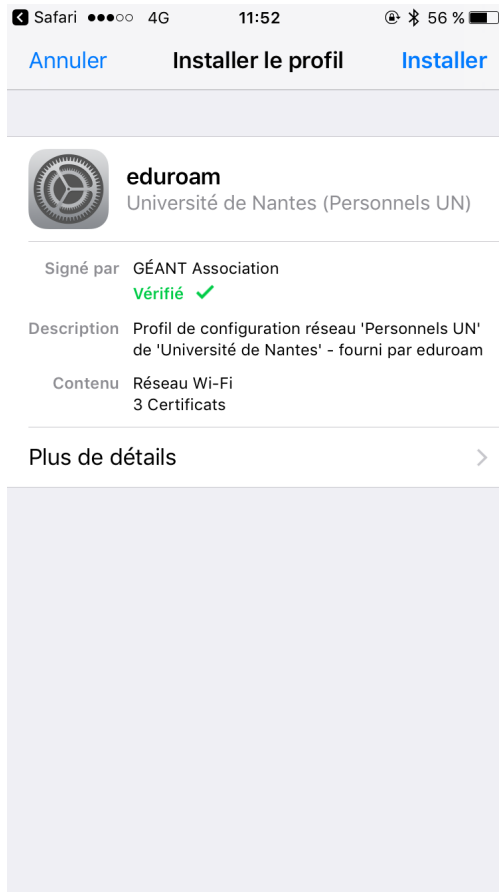 Safari 4G 11:52 56 %
Annuler Installer le profil Installer
eduroam
Université de Nantes (Personnels UN)
Signé par GÉANT Association
Vérifié
Description Profil de configuration réseau 'Personnels UN'
de 'Université de Nantes' - fourni par eduroam
Contenu Réseau Wi-Fi
3 Certificats
Plus de détails